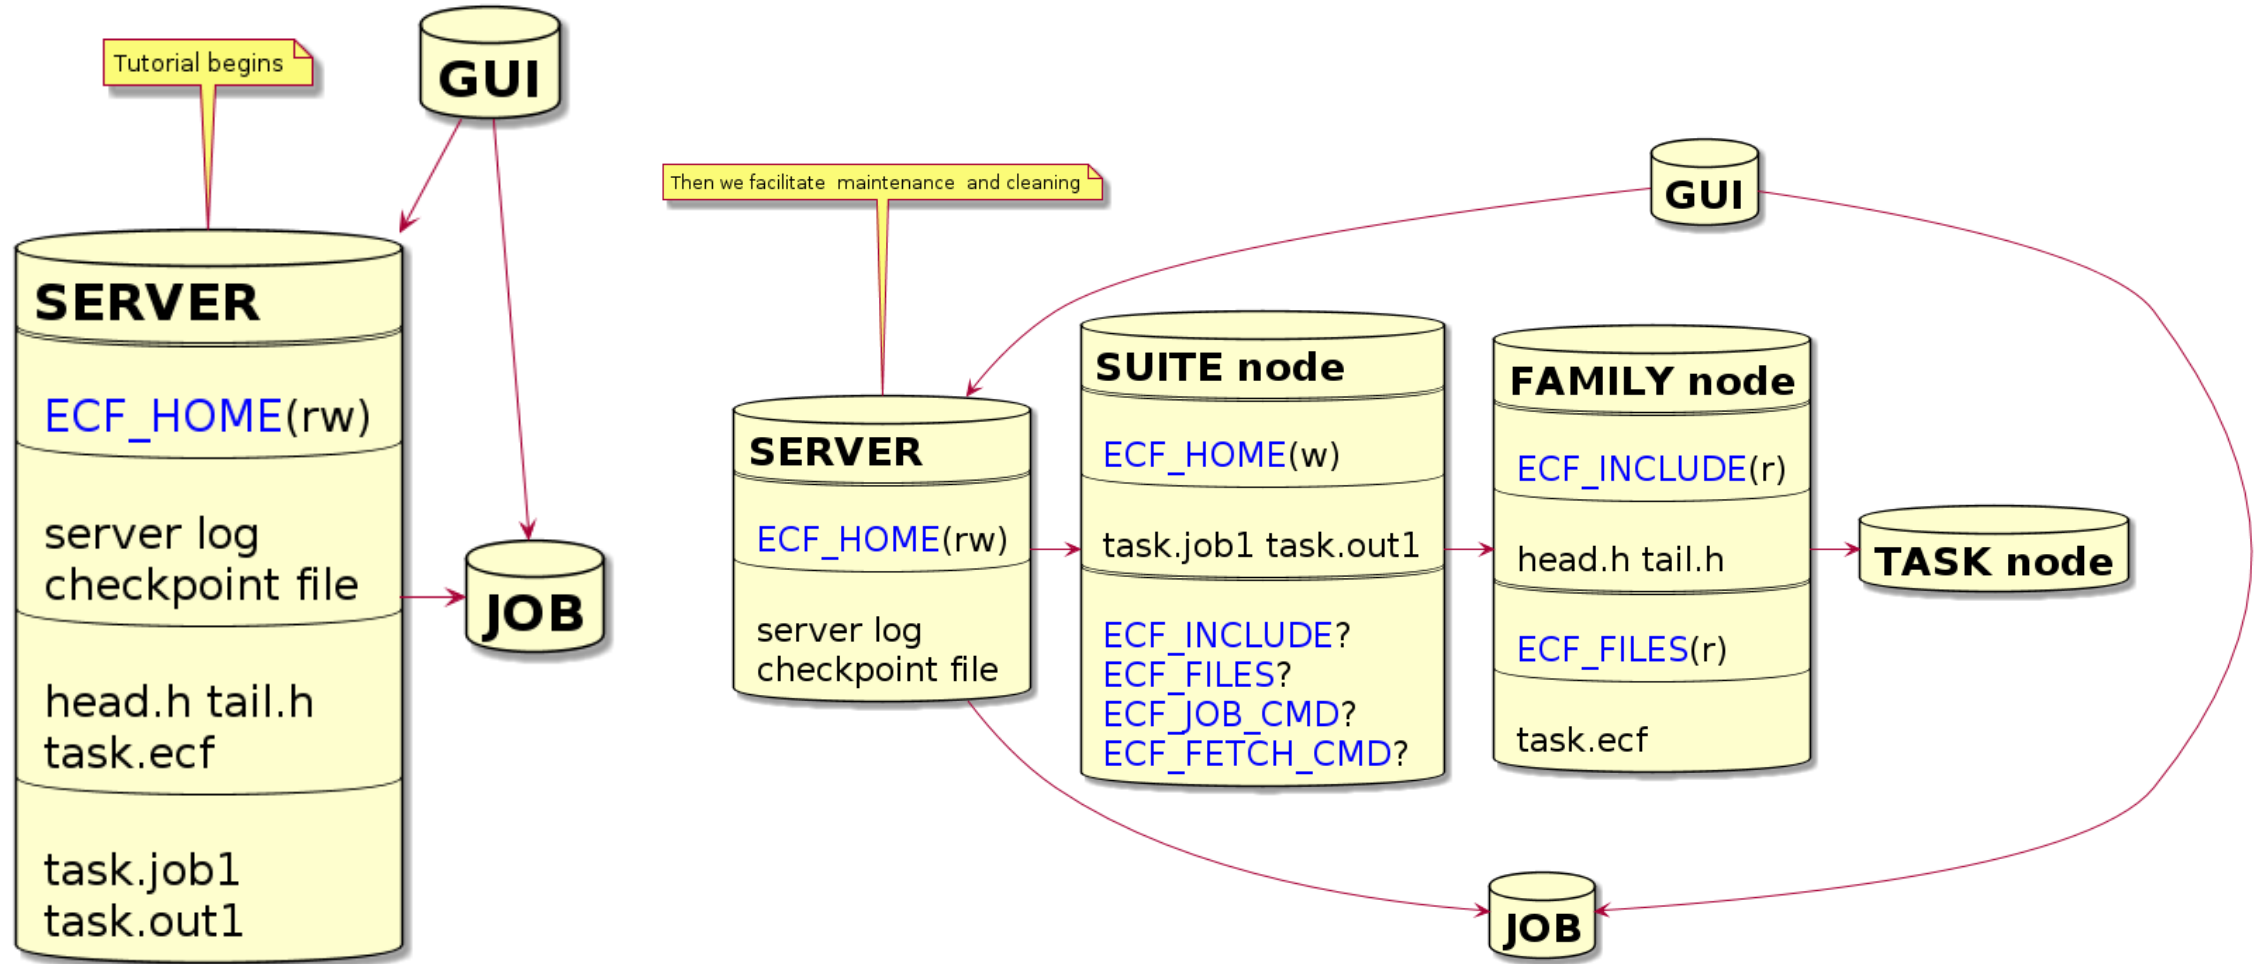 Tutorial begins
GUI
SERVER
ECF_HOME(rw)
server log
checkpoint file
head.h tail.h
task.ecf
task.job1
task.out1
JOB
Then we facilitate  maintenance  and cleaning
GUI
SERVER
ECF_HOME(rw)
server log
checkpoint file
SUITE node
ECF_HOME(w)
task.job1 task.out1
ECF_INCLUDE?
ECF_FILES?
ECF_JOB_CMD?
ECF_FETCH_CMD?
FAMILY node
ECF_INCLUDE(r)
head.h tail.h
ECF_FILES(r)
task.ecf
TASK node
JOB